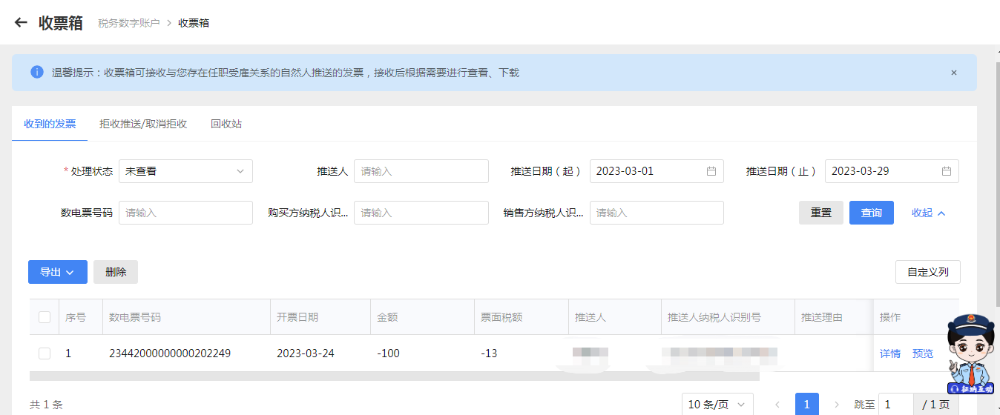 收票箱 税务数字账户 > 收票箱
温馨提示：收票箱可接收与您存在任职受雇关系的自然人推送的发票，接收后根据需要进行查看、下载 ×
收到的发票 拒收推送/取消拒收 回收站
* 处理状态 未查看 推送人 请输入 推送日期（起） 2023-03-01 推送日期（止） 2023-03-29
数电票号码 请输入 购买方纳税人识... 请输入 销售方纳税人识... 请输入 重置 查询 收起
导出 删除 自定义列
序号 数电票号码 开票日期 金额 票面税额 推送人 推送人纳税人识别号 推送理由 操作
1 23442000000000202249 2023-03-24 -100 -13 详情 预览
征纳互动
共 1 条 10 条/页 < 1 > 跳至 1 / 1 页